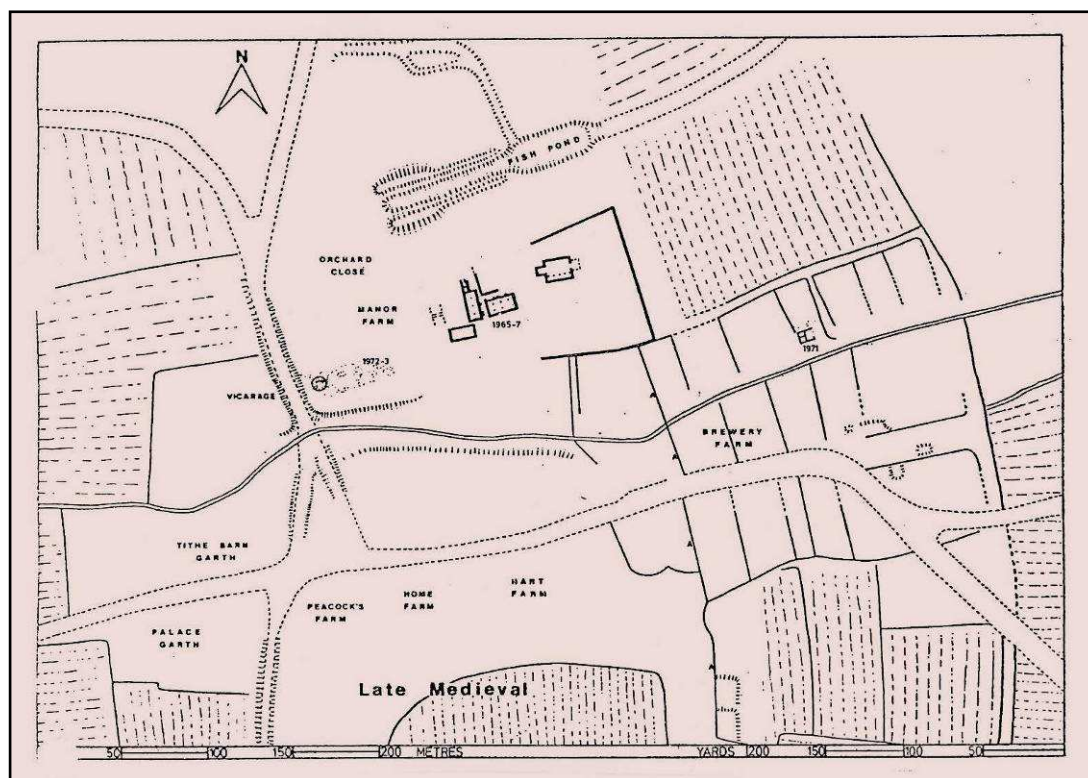 N
FISH POND
ORCHARD
CLOSE
MANOR
FARM
1965-7
1971
1972-3
VICARAGE
A
BREWERY
FARM
A
TITHE BARN
GARTH
A
HART
FARM
HOME
FARM
PEACOCK'S
FARM
PALACE
GARTH
A
Late Medieval
50 100 150 200 METRES YARDS 200 150 100 50